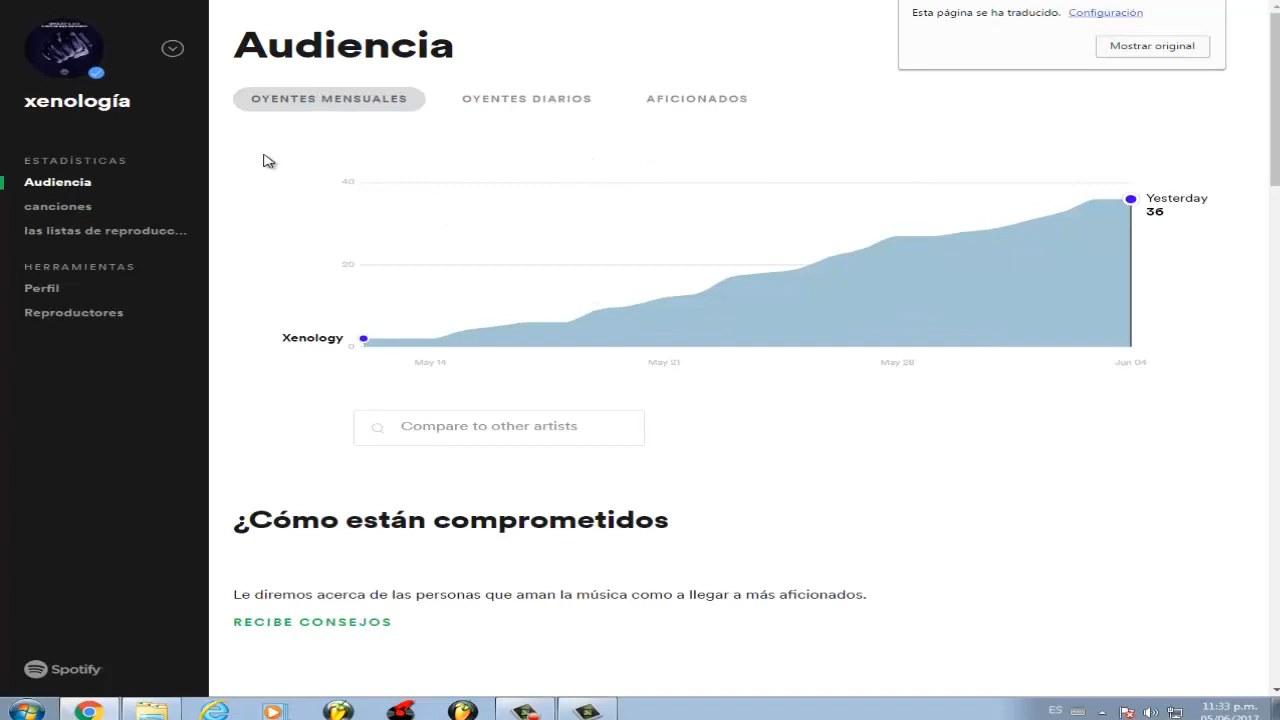 Esta página se ha traducido. Configuración
Mostrar original
xenología
ESTADÍSTICAS
Audiencia
canciones
las listas de reproducc...
HERRAMIENTAS
Perfil
Reproductores
Spotify
Audiencia
OYENTES MENSUALES OYENTES DIARIOS AFICIONADOS
40
20
0
Yesterday
36
Xenology
May 14 May 21 May 28 Jun 04
Compare to other artists
¿Cómo están comprometidos
Le diremos acerca de las personas que aman la música como a llegar a más aficionados.
RECIBE CONSEJOS
ES
11:33 p.m.
05/06/2017